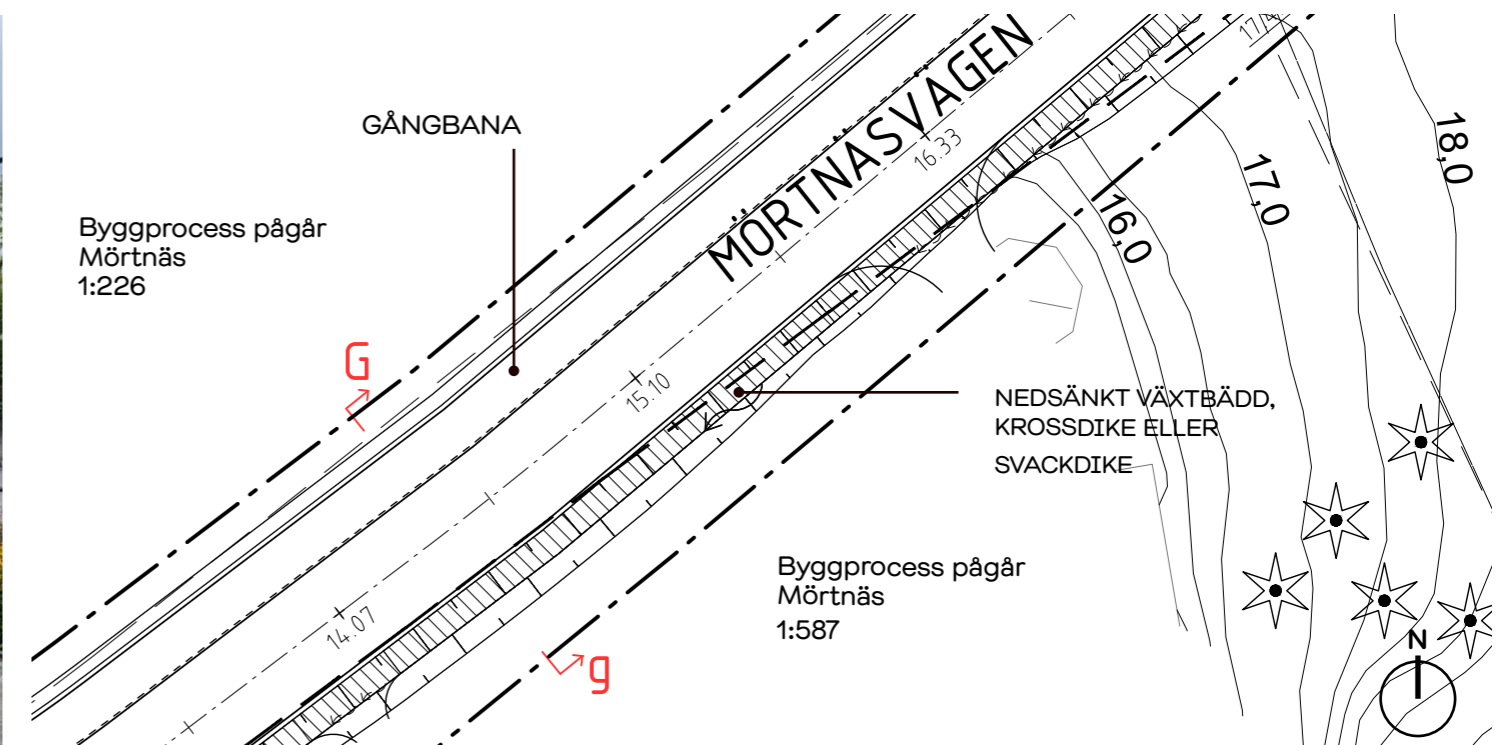 GÅNGBANA
MÖRTNÄSVÄGEN
16.33
18,0
17,0
16,0
Byggprocess pågår
Mörtnäs
1:226
G
15.10
NEDSÄNKT VÄXTBÄDD,
KROSSDIKE ELLER
SVACKDIKE
Byggprocess pågår
Mörtnäs
1:587
14.07
g
N